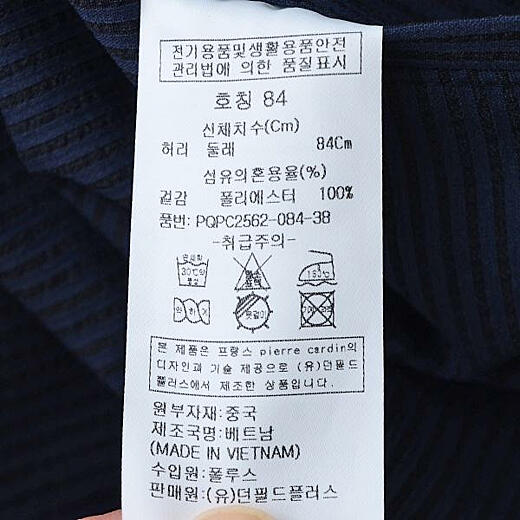 전기용품및생활용품안전
관리법에 의한 품질표시
호칭 84
신체치수(Cm)
허리 둘레 84Cm
섬유의혼용율(%)
겉감 폴리에스터 100%
품번: PQPC2562-084-38
-취급주의-
30℃약
옷걸이
본 제품은 프랑스 pierre cardin의
디자인과 기술 제공으로 (유)던필드
플러스에서 제조한 상품입니다.
원부자재:중국
제조국명:베트남
(MADE IN VIETNAM)
수입원:폴루스
판매원:(유)던필드플러스